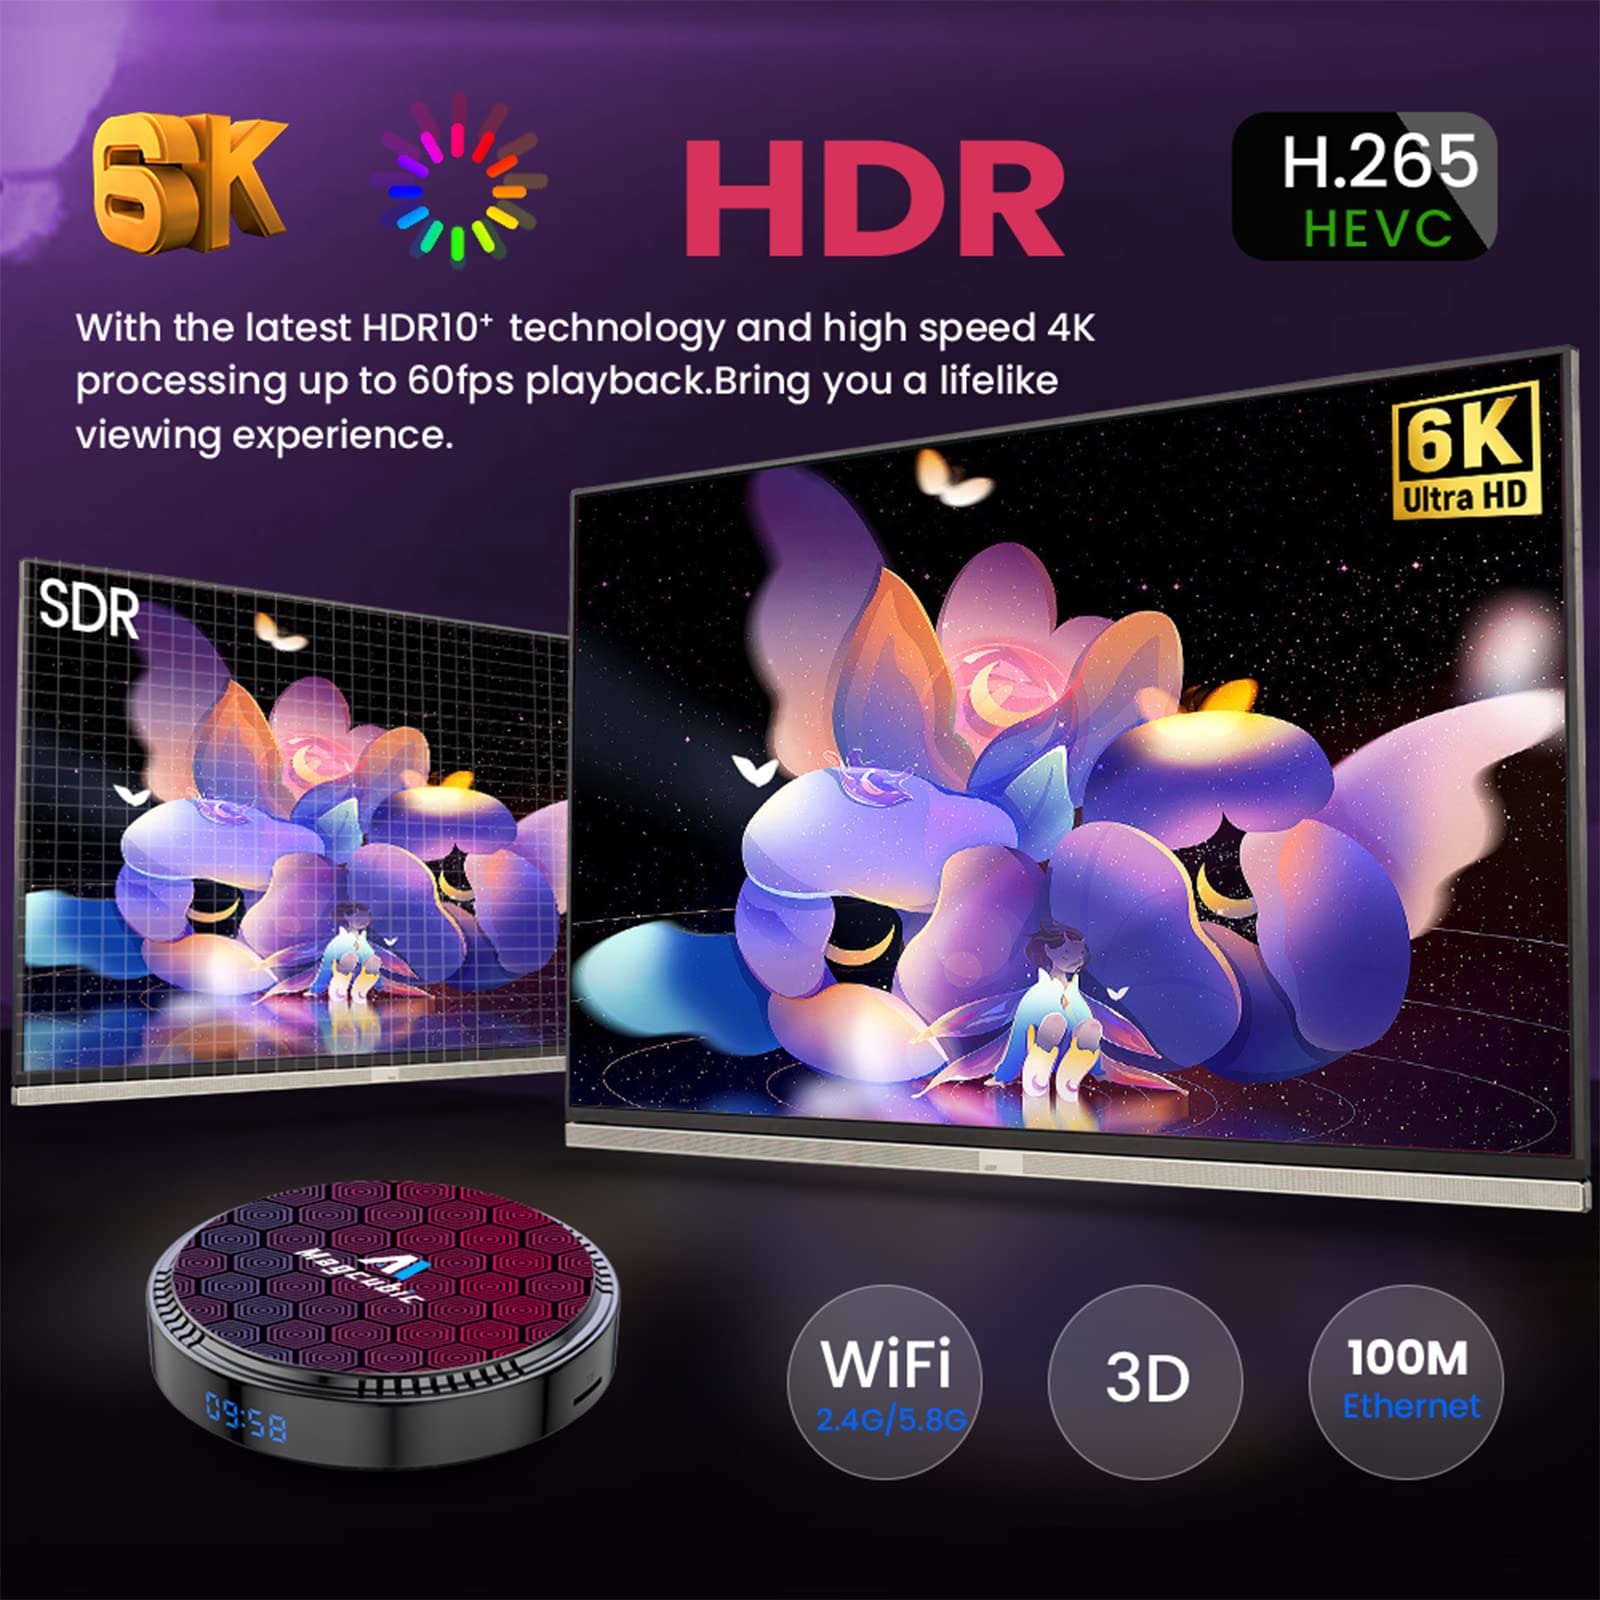 6K
HDR
H.265
HEVC
With the latest HDR10⁺ technology and high speed 4K
processing up to 60fps playback.Bring you a lifelike
viewing experience.
6K
Ultra HD
SDR
Magcubic
09:58
WiFi
2.4G/5.8G
3D
100M
Ethernet